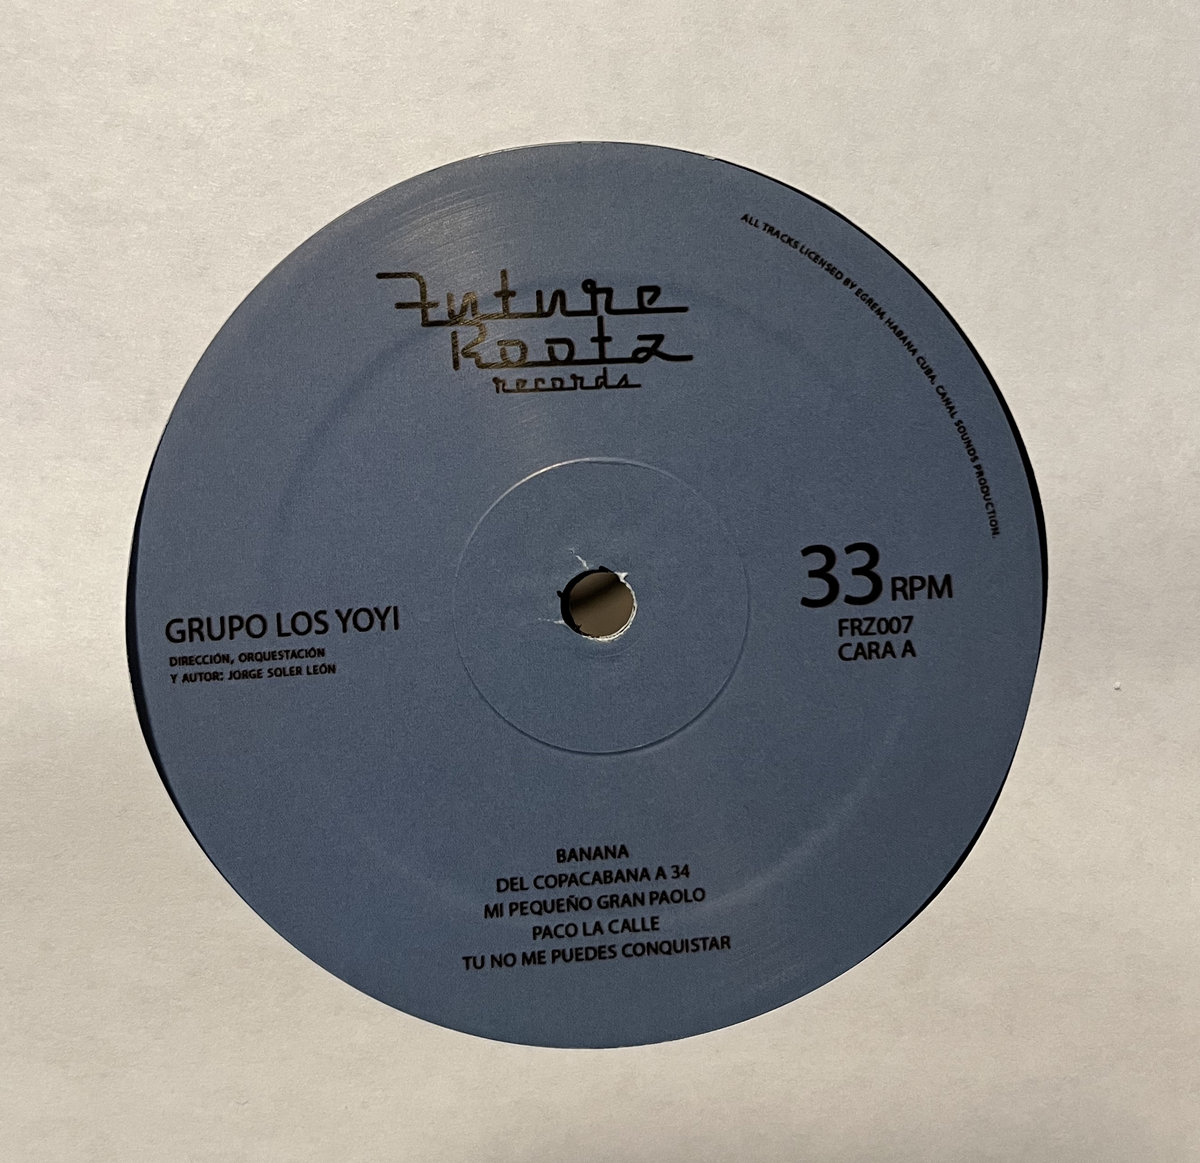 Future
Rootz
records
ALL TRACKS LICENSED BY EGREM, HABANA CUBA. CANAL SOUNDS PRODUCTION.
GRUPO LOS YOYI
DIRECCIÓN, ORQUESTACIÓN
Y AUTOR: JORGE SOLER LEÓN
33 RPM
FRZ007
CARA A
BANANA
DEL COPACABANA A 34
MI PEQUEÑO GRAN PAOLO
PACO LA CALLE
TU NO ME PUEDES CONQUISTAR